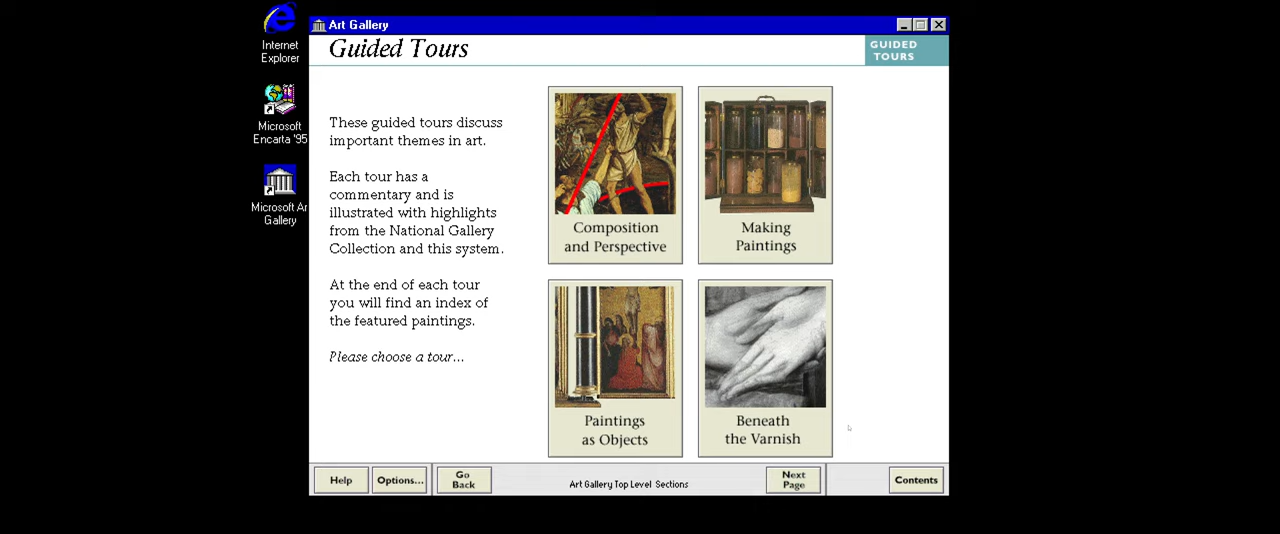 Internet
Explorer
Microsoft
Encarta '95
Microsoft Ar
Gallery
Art Gallery
Guided Tours
GUIDED
TOURS
These guided tours discuss
important themes in art.
Each tour has a
commentary and is
illustrated with highlights
from the National Gallery
Collection and this system.
At the end of each tour
you will find an index of
the featured paintings.
Please choose a tour...
Composition
and Perspective
Making
Paintings
Paintings
as Objects
Beneath
the Varnish
Help
Options...
Go
Back
Art Gallery Top Level Sections
Next
Page
Contents